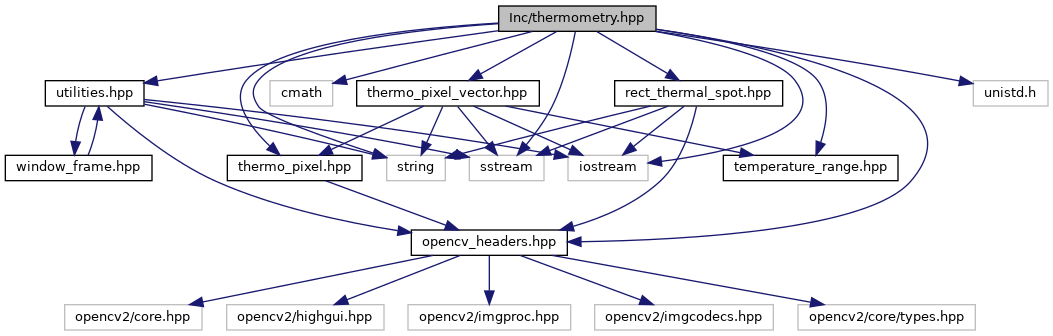 Inc/thermometry.hpp
utilities.hpp
cmath
thermo_pixel_vector.hpp
rect_thermal_spot.hpp
unistd.h
window_frame.hpp
thermo_pixel.hpp
string
sstream
iostream
temperature_range.hpp
opencv_headers.hpp
opencv2/core.hpp
opencv2/highgui.hpp
opencv2/imgproc.hpp
opencv2/imgcodecs.hpp
opencv2/core/types.hpp